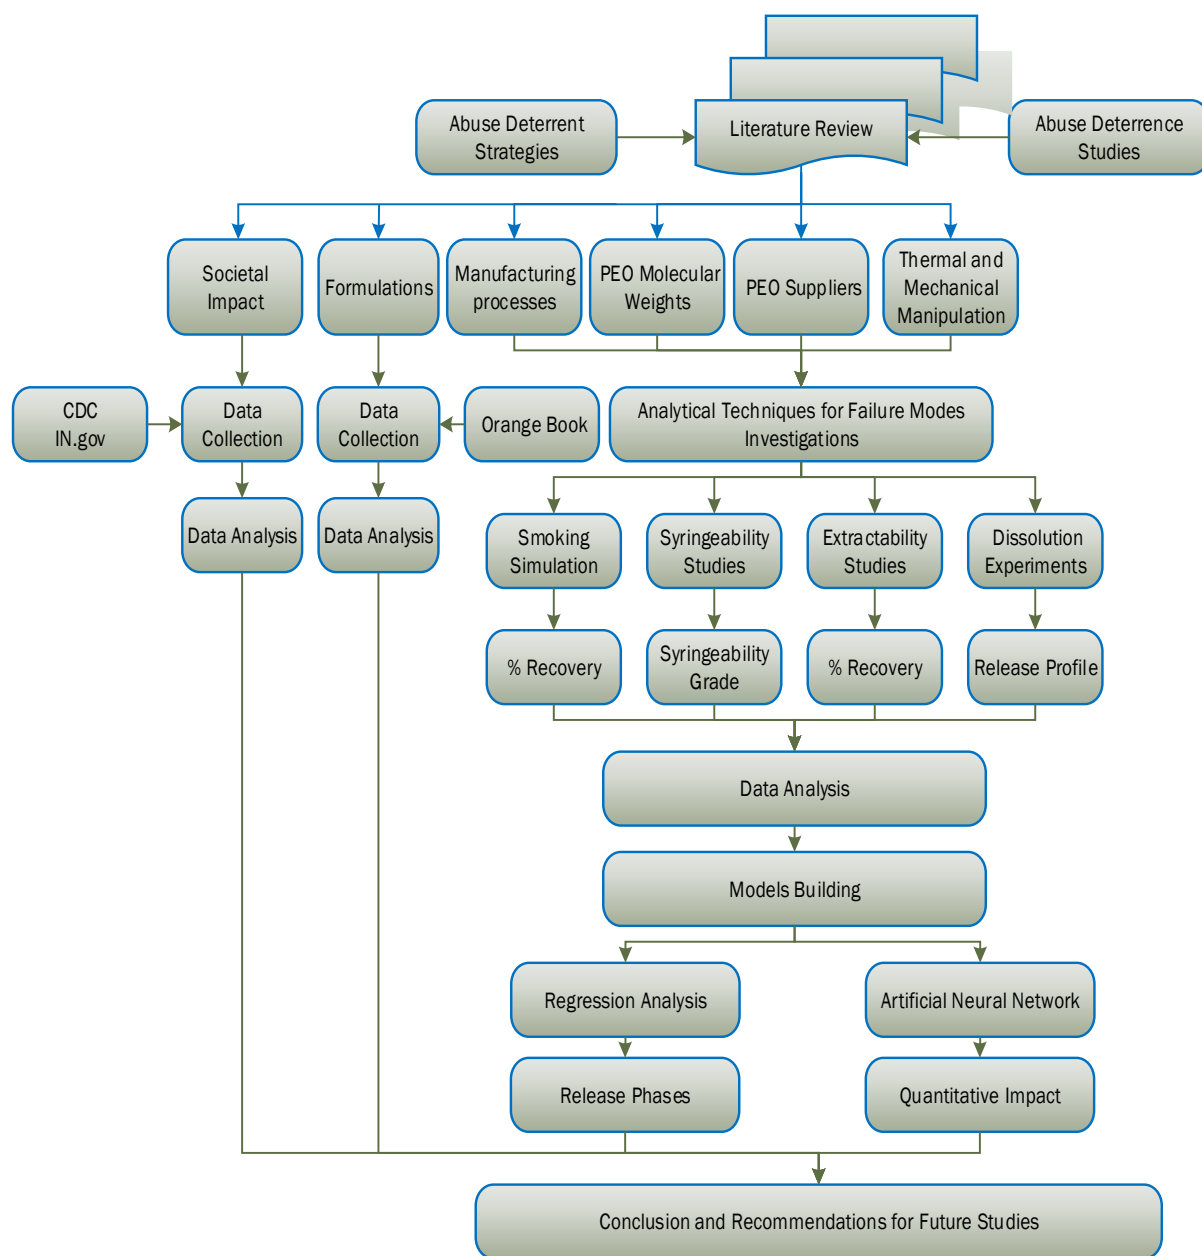 Literature Review
Abuse Deterrent
Strategies
Abuse Deterrence
Studies
Societal
Impact
Formulations
Manufacturing
processes
PEO Molecular
Weights
PEO Suppliers
Thermal and
Mechanical
Manipulation
CDC
IN.gov
Data
Collection
Data
Collection
Orange Book
Analytical Techniques for Failure Modes
Investigations
Data Analysis
Data Analysis
Smoking
Simulation
Syringeability
Studies
Extractability
Studies
Dissolution
Experiments
% Recovery
Syringeability
Grade
% Recovery
Release Profile
Data Analysis
Models Building
Regression Analysis
Artificial Neural Network
Release Phases
Quantitative Impact
Conclusion and Recommendations for Future Studies